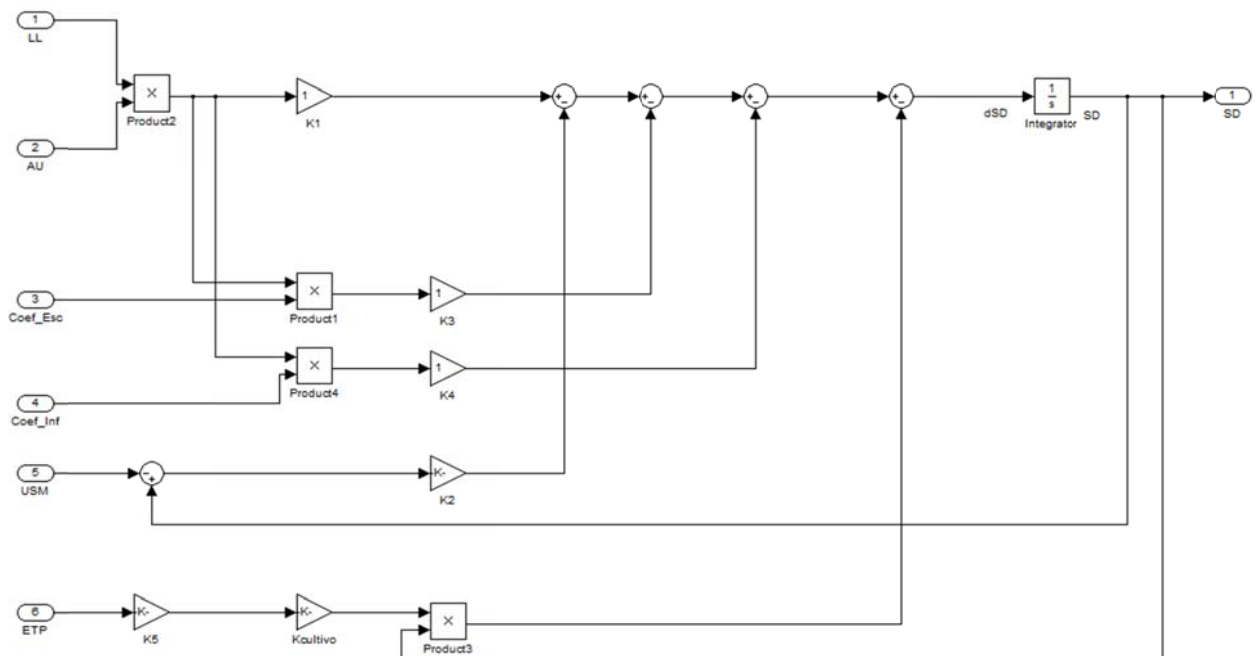 1
LL
2
AU
×
Product2
1
K1
+
-
+
-
+
-
+
-
dSD
1
s
Integrator
SD
1
SD
3
Coef_Esc
×
Product1
1
K3
4
Coef_Inf
×
Product4
1
K4
5
USM
-
+
K-
K2
6
ETP
K-
K5
K-
Kcultivo
×
Product3